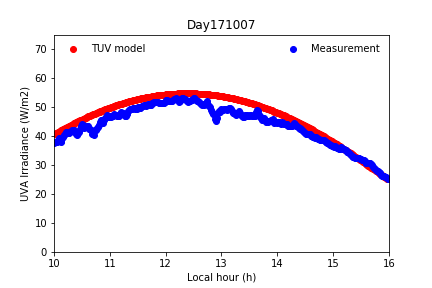 Day171007
TUV model
Measurement
UVA Irradiance (W/m2)
70
60
50
40
30
20
10
0
10 11 12 13 14 15 16
Local hour (h)